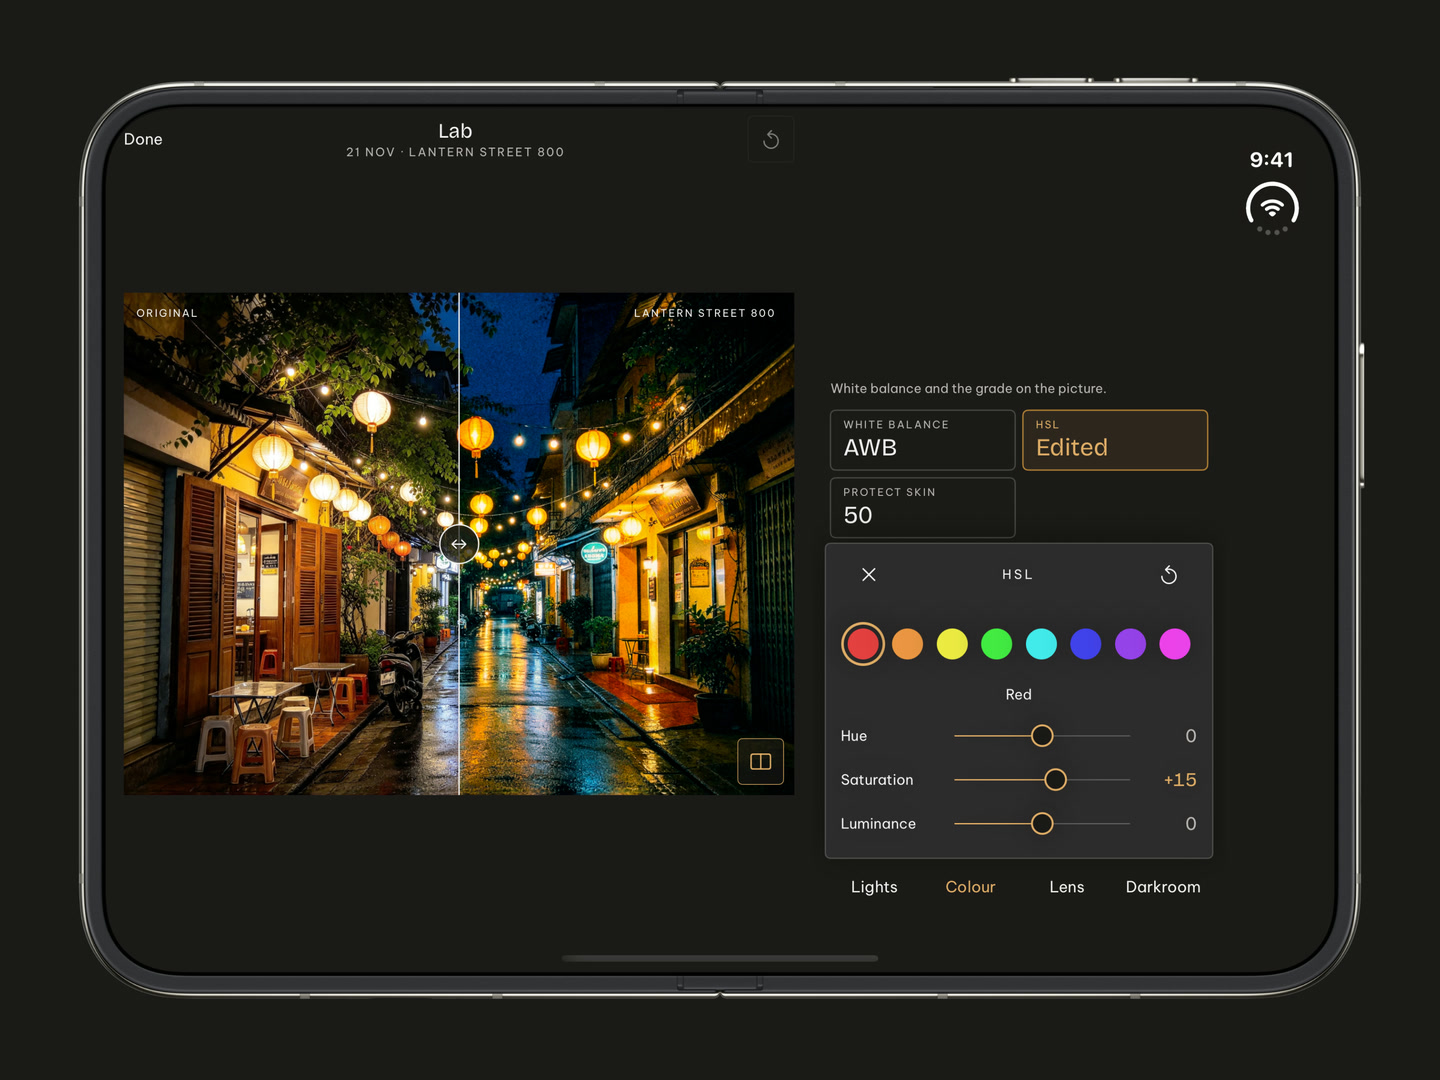 Done
Lab
21 NOV · LANTERN STREET 800
9:41
ORIGINAL
LANTERN STREET 800
White balance and the grade on the picture.
WHITE BALANCE
AWB
HSL
Edited
PROTECT SKIN
50
HSL
Red
Hue
0
Saturation
+15
Luminance
0
Lights
Colour
Lens
Darkroom